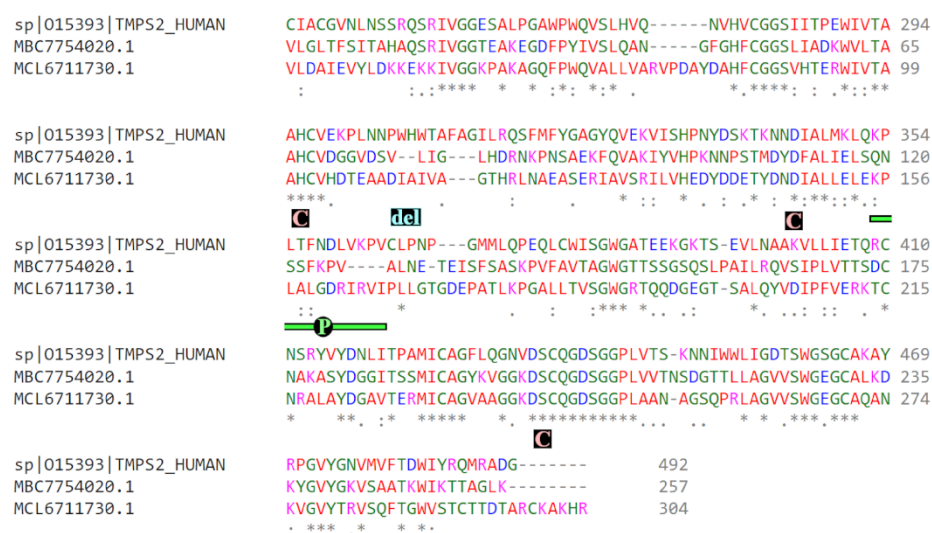 sp|O15393|TMPS2_HUMAN CIACGVNLNSSRQSRIVGGESALPGAWPWQVSLHVQ------NVHVCGGSIITPEWIVTA 294
MBC7754020.1 VLGLTFSITAHAQSRIVGGTEAKEGDFPYIVSLQAN-----GFGHFCGGSLIADKWVLTA 65
MCL6711730.1 VLDAIEVYLDKKEKKIVGGKPAKAGQFPWQVALLVARVPDAYDAHFCGGSVHTERWIVTA 99
: :.:**** * * :*: *:* . *.****: : .*::**
sp|O15393|TMPS2_HUMAN AHCVEKPLNNPWHWTAFAGILRQSFMFYGAGYQVEKVISHPNYDSKTKNNDIALMKLQKP 354
MBC7754020.1 AHCVDGGVDSV--LIG---LHDRNKPNSAEKFQVAKIYVHPKNNPSTMDYDFALIELSQN 120
MCL6711730.1 AHCVHDTEAADIAIVA---GTHRLNAEASERIAVSRILVHEDYDDETYDNDIALLELEKP 156
****. . : . * :: * . : .* : *:**::*.:
C del C
sp|O15393|TMPS2_HUMAN LTFNDLVKPVCLPNP---GMMLQPEQLCWISGWGATEEKGKTS-EVLNAAKVLLIETQRC 410
MBC7754020.1 SSFKPV----ALNE-TEISFSASKPVFAVTAGWGTTSSGSQSLPAILRQVSIPLVTTSDC 175
MCL6711730.1 LALGDRIRVIPLLGTGDEPATLKPGALLTVSGWGRTQQDGEGT-SALQYVDIPFVERKTC 215
:: * . : :*** *.. .: *. ..: :: . *
P
sp|O15393|TMPS2_HUMAN NSRYVYDNLITPAMICAGFLQGNVDSCQGDSGGPLVTS-KNNIWWLIGDTSWGSGCAKAY 469
MBC7754020.1 NAKASYDGGITSSMICAGYKVGGKDSCQGDSGGPLVVTNSDGTTLLAGVVSWGEGCALKD 235
MCL6711730.1 NRALAYDGAVTERMICAGVAAGGKDSCQGDSGGPLAAN-AGSQPRLAGVVSWGEGCAQAN 274
* **. :* ***** *. ***********... .. * * .***.***
C
sp|O15393|TMPS2_HUMAN RPGVYGNVMVFTDWIYRQMRADG------- 492
MBC7754020.1 KYGVYGKVSAATKWIKTTAGLK-------- 257
MCL6711730.1 KVGVYTRVSQFTGWVSTCTTDTARCKAKHR 304
. *** * * *: